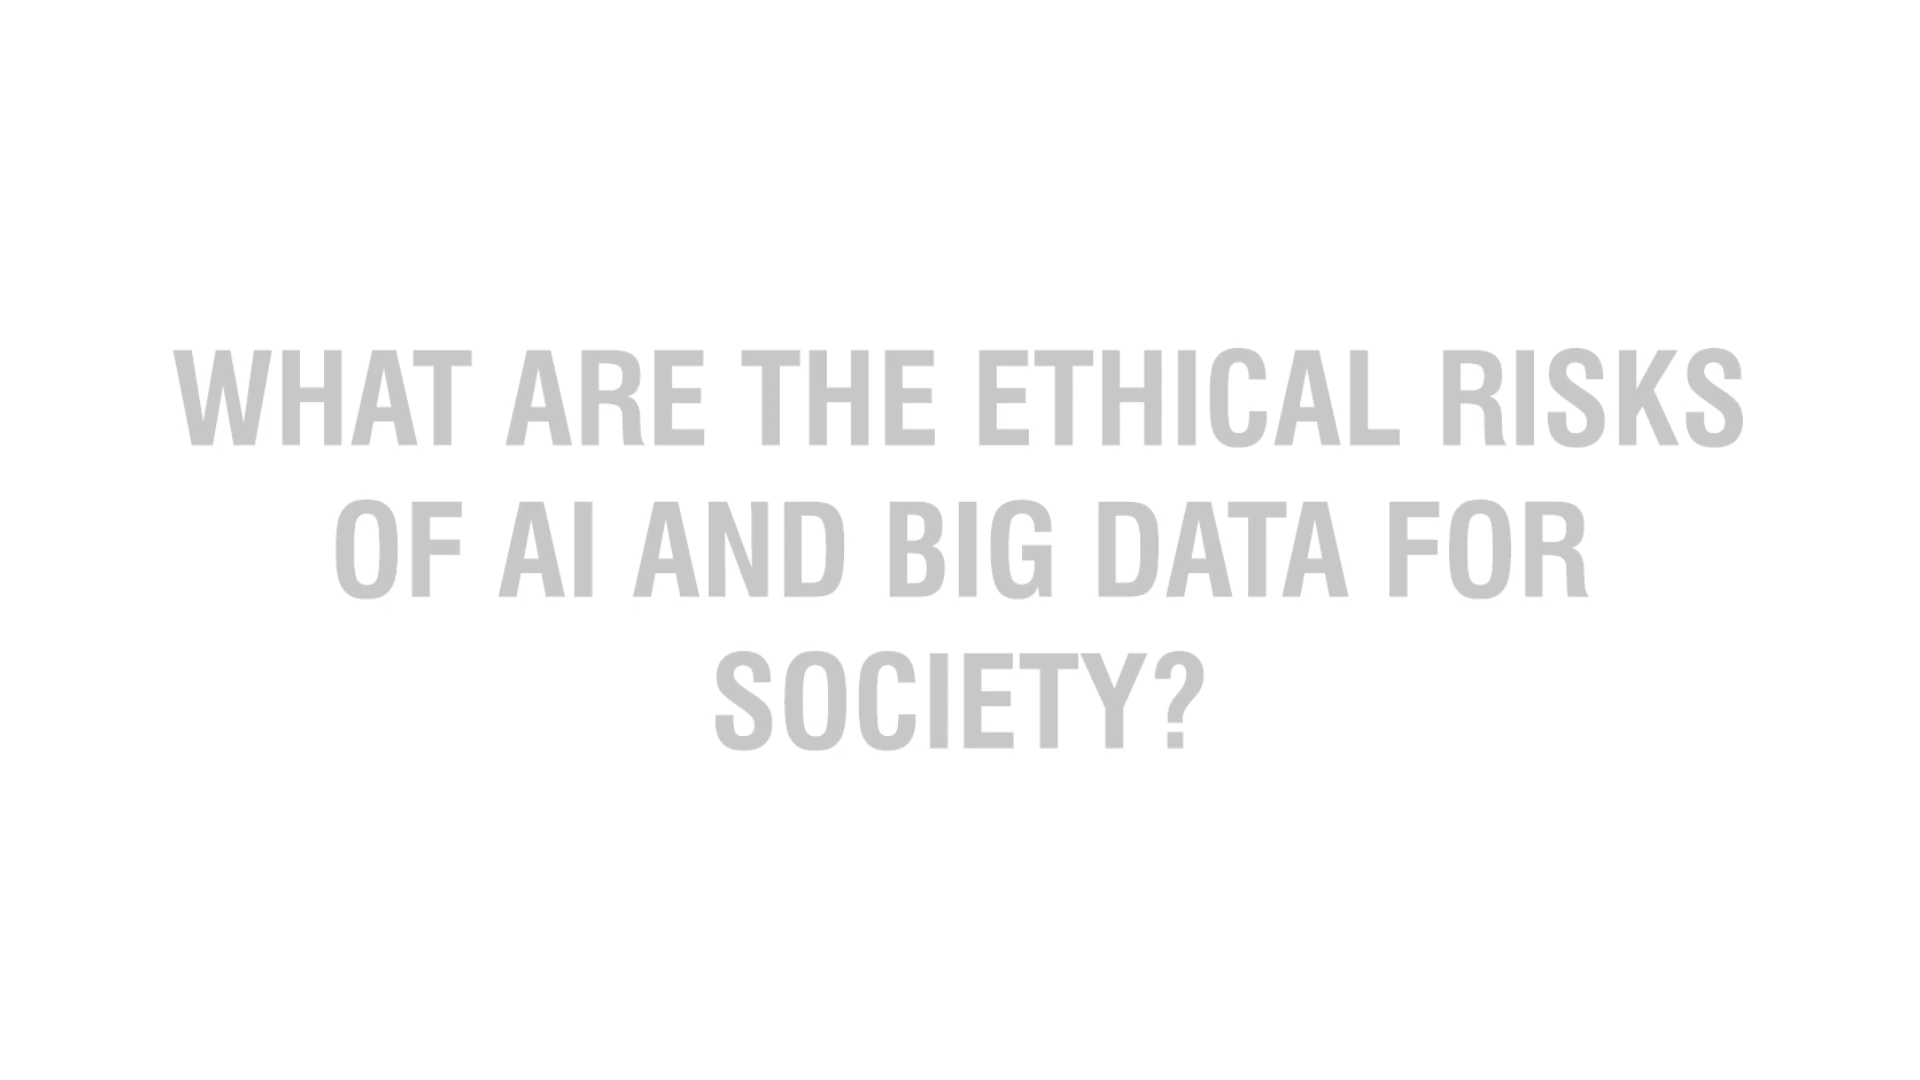 WHAT ARE THE ETHICAL RISKS
OF AI AND BIG DATA FOR
SOCIETY?